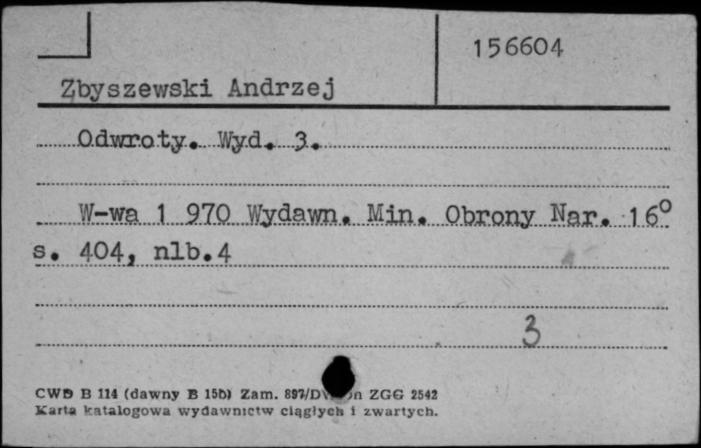 156604
Zbyszewski Andrzej
Odwroty. Wyd. 3.
W-wa 1 970 Wydawn. Min. Obrony Nar. 16°
s. 404, nlb.4
3
CWD B 114 (dawny B 15b) Zam. 897/ ZGG 2542
Karta katalogowa wydawnictw ciągłych i zwartych.